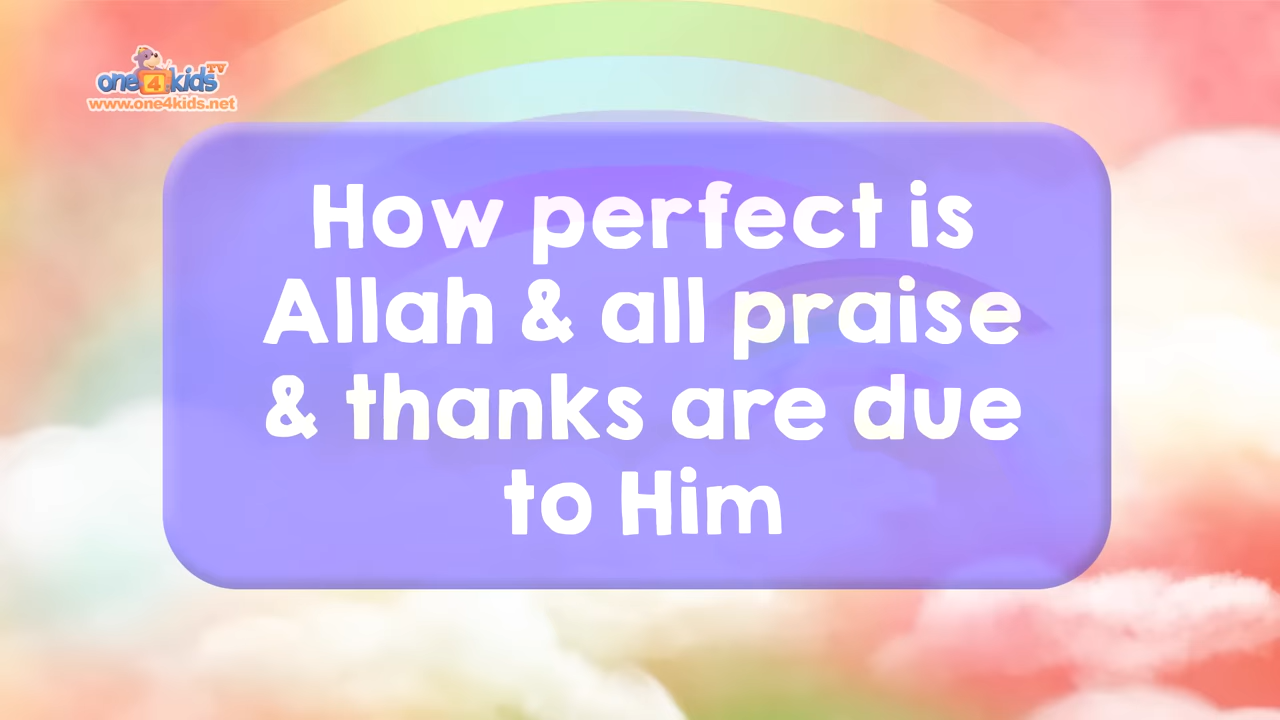 one4kids TV
www.one4kids.net
How perfect is
Allah & all praise
& thanks are due
to Him